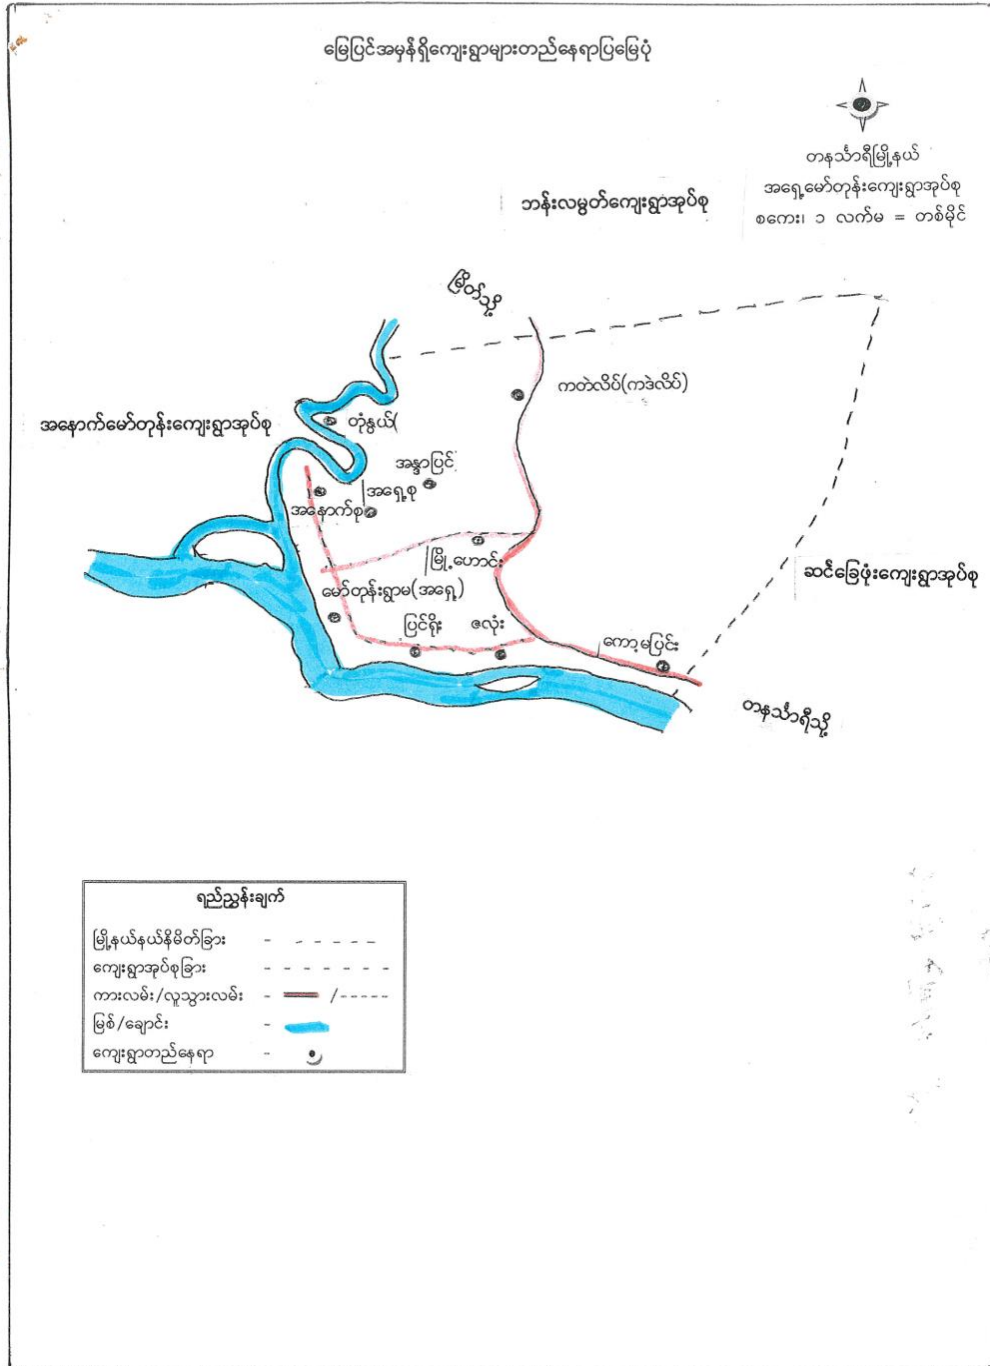 မြေပြင်အမှန်ရှိကျေးရွာများတည်နေရာပြမြေပုံ
တနင်္သာရီမြို့နယ်
အရှေ့မော်တုန်းကျေးရွာအုပ်စု
စကေး၊ ၁ လက်မ = တစ်မိုင်
ဘန်းလမွတ်ကျေးရွာအုပ်စု
မြိတ်သို့
ကတဲလိပ်(ကဒဲလိပ်)
အနောက်မော်တုန်းကျေးရွာအုပ်စု
တုံနွယ်(
အန္ဒာပြင်
အရှေ့စု
အနောက်စု
မြို့ဟောင်း
ဆင်ခြေဖုံးကျေးရွာအုပ်စု
မော်တုန်းရွာမ(အရှေ့)
ပြင်ရိုး
ဇလုံး
ကော့မပြင်း
တနင်္သာရီသို့
ရည်ညွှန်းချက်
မြို့နယ်နယ်နိမိတ်ခြား -
ကျေးရွာအုပ်စုခြား -
ကားလမ်း/လူသွားလမ်း - /
မြစ်/ချောင်း -
ကျေးရွာတည်နေရာ -